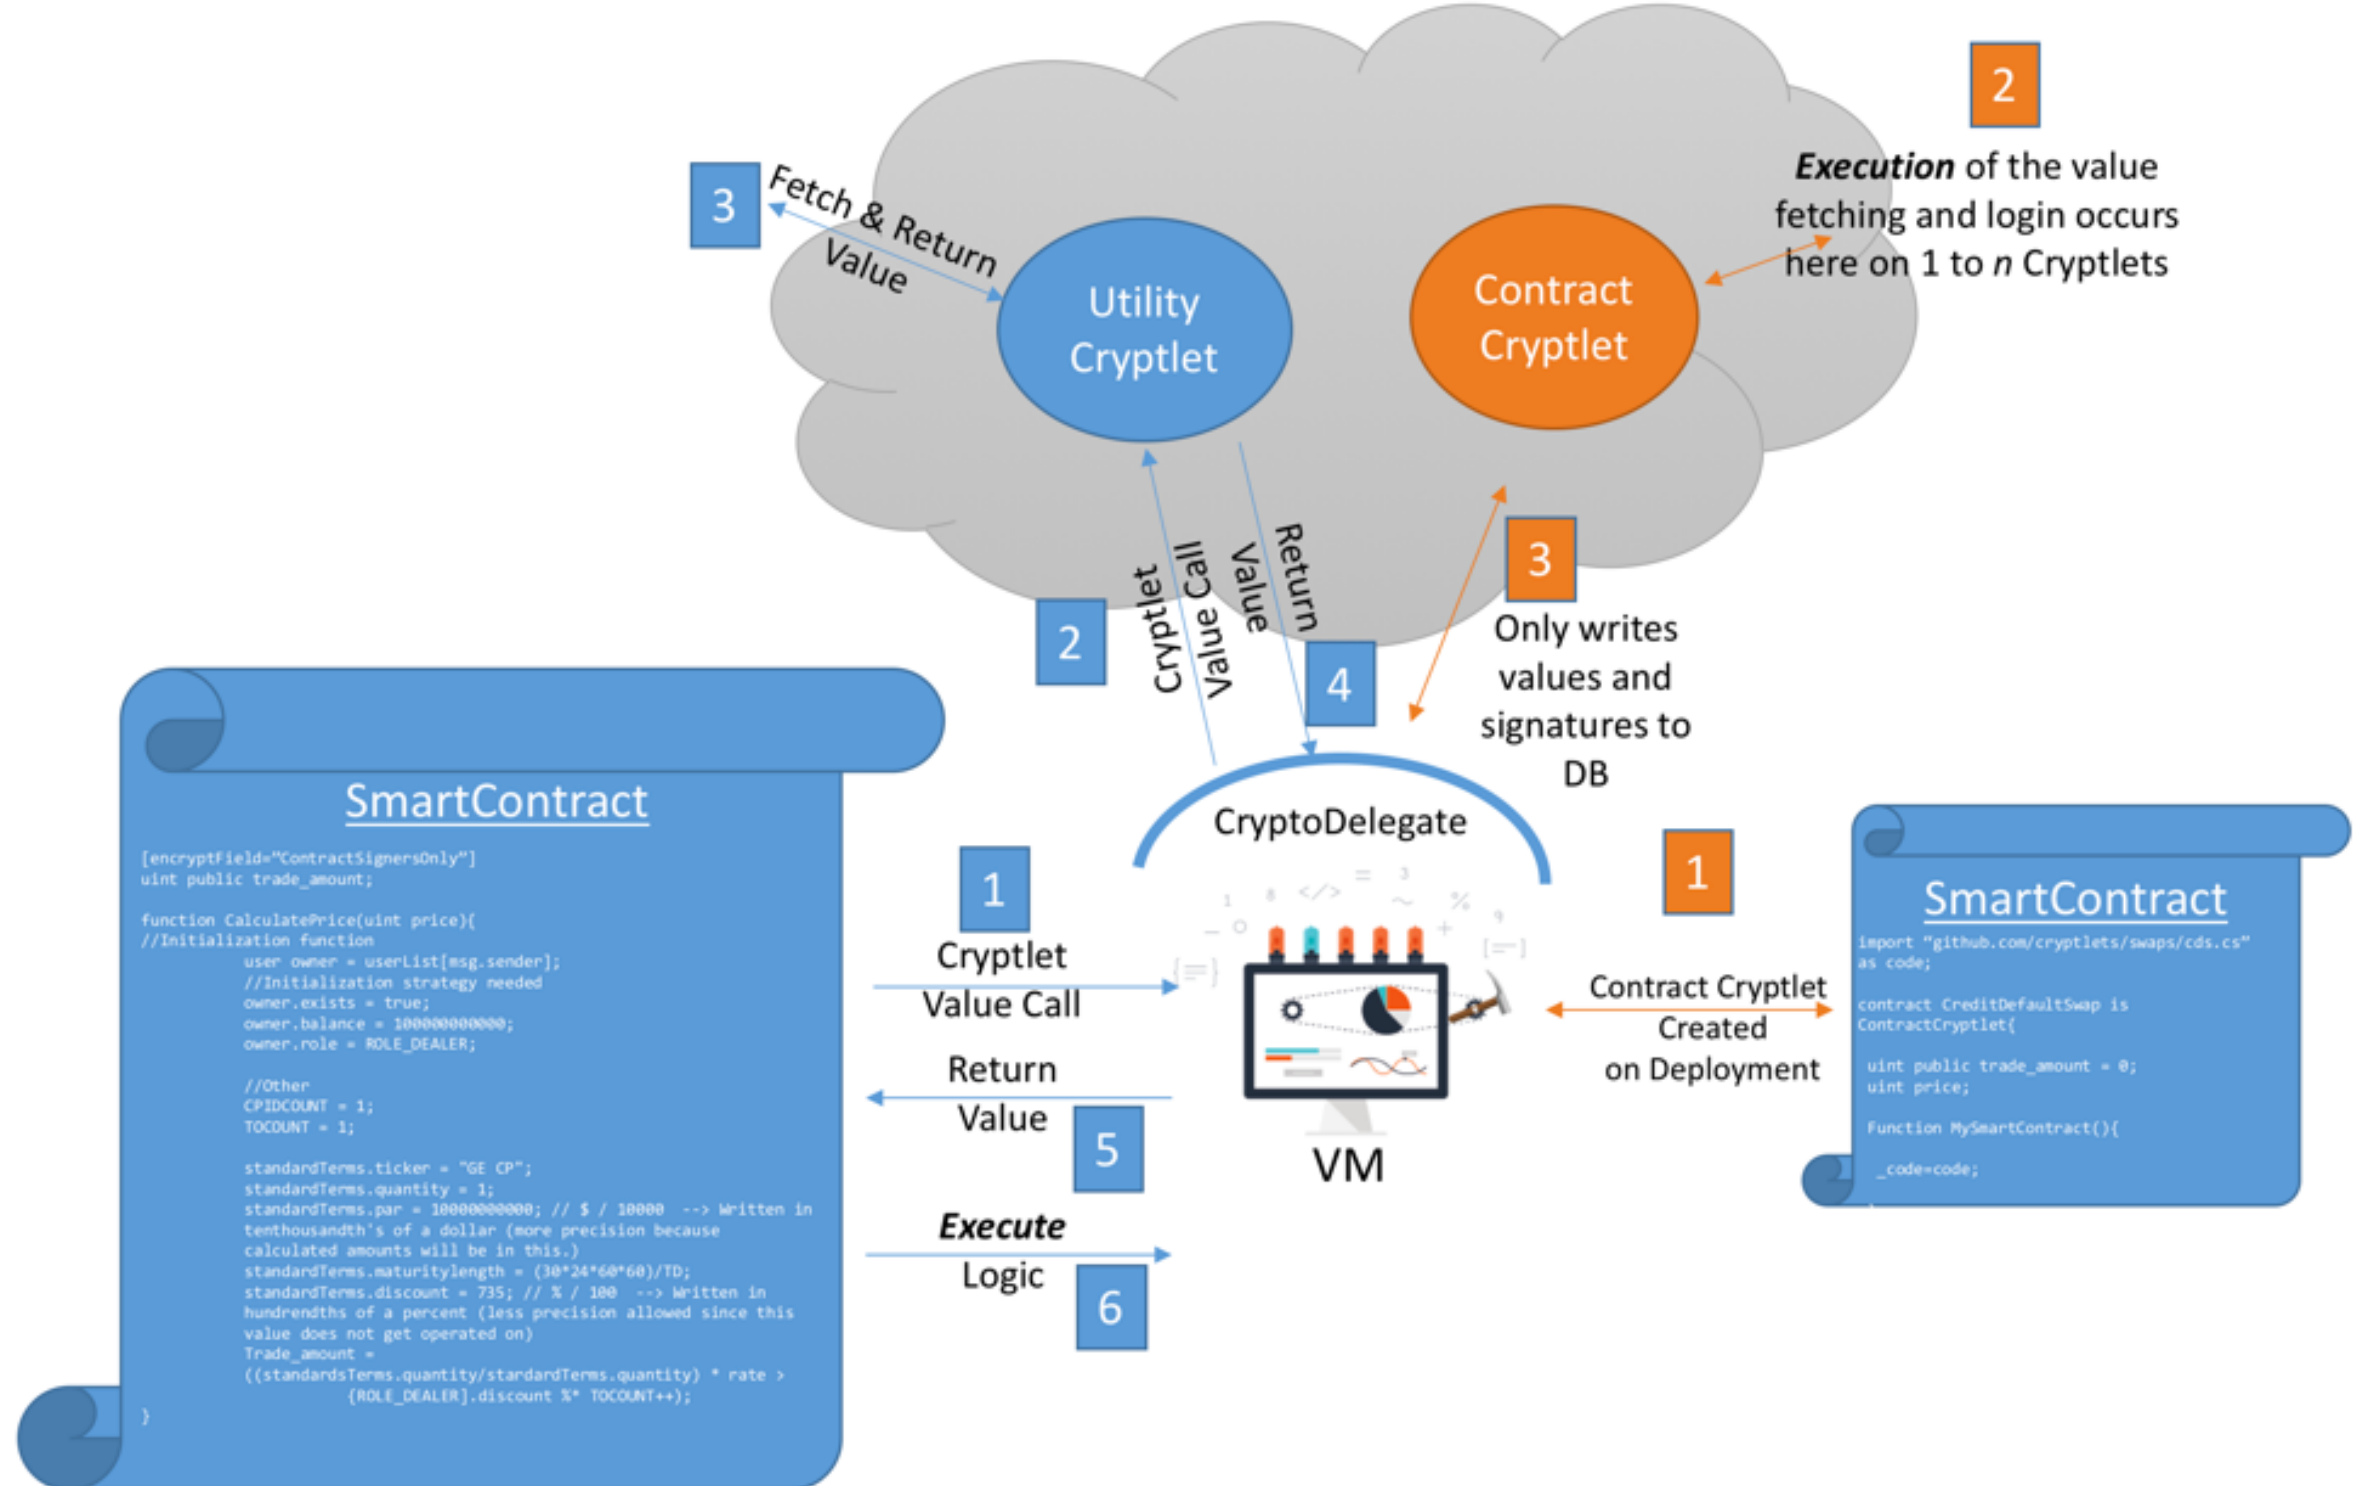 2
Execution of the value
fetching and login occurs
here on 1 to n Cryptlets
3
Fetch & Return
Value
Utility
Cryptlet
Contract
Cryptlet
2
Cryptlet
Value Call
Return
Value
4
3
Only writes
values and
signatures to
DB
SmartContract
[encryptField="ContractSignersOnly"]
uint public trade_amount;
function CalculatePrice(uint price){
//Initialization function
user owner = userList[msg.sender];
//Initialization strategy needed
owner.exists = true;
owner.balance = 100000000000;
owner.role = ROLE_DEALER;
//Other
CPIDCOUNT = 1;
TOCOUNT = 1;
standardTerms.ticker = "GE CP";
standardTerms.quantity = 1;
standardTerms.par = 10000000000; // $ / 10000 --> Written in
tenthousandth's of a dollar (more precision because
calculated amounts will be in this.)
standardTerms.maturitylength = (30*24*60*60)/TD;
standardTerms.discount = 735; // % / 100 --> Written in
hundrendths of a percent (less precision allowed since this
value does not get operated on)
Trade_amount =
((standardsTerms.quantity/stardardTerms.quantity) * rate >
{ROLE_DEALER].discount %* TOCOUNT++);
}
1
Cryptlet
Value Call
Return
Value
5
Execute
Logic
6
CryptoDelegate
1 8 </> = 3 ~ % 9
_ + [=] {=}
VM
1
Contract Cryptlet
Created
on Deployment
SmartContract
import "github.com/cryptlets/swaps/cds.cs"
as code;
contract CreditDefaultSwap is
ContractCryptlet{
uint public trade_amount = 0;
uint price;
Function MySmartContract(){
_code=code;